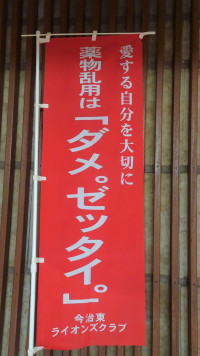 愛する自分を大切に
薬物乱用は「ダメ。ゼッタイ。」
今治東
ライオンズクラブ